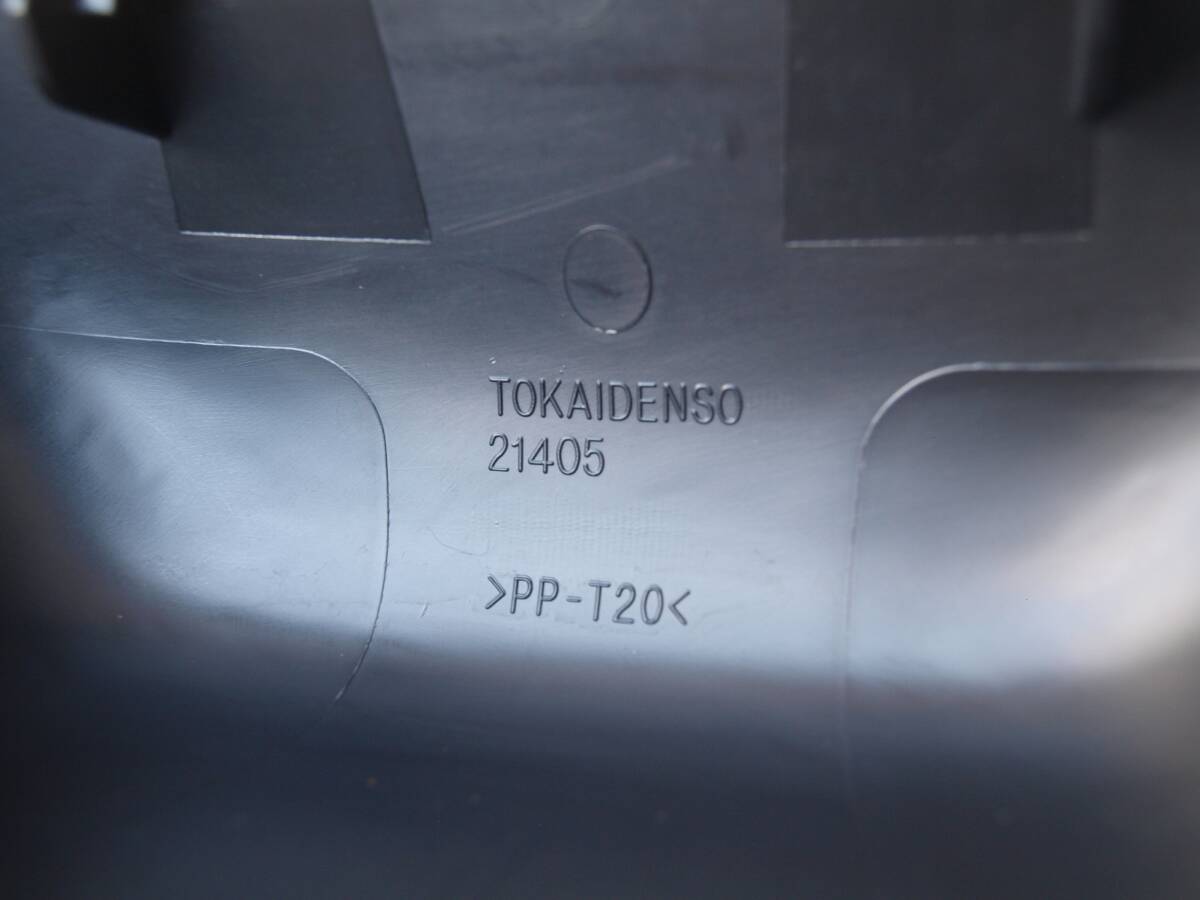 TOKAIDENSO
21405
>PP-T20<